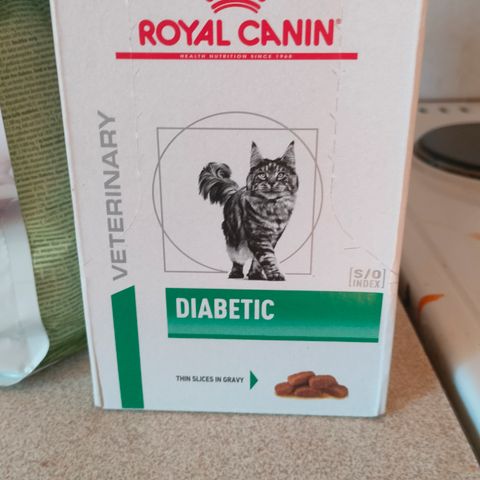 ROYAL CANIN®
HEALTH NUTRITION SINCE 1968
VETERINARY
S/O
INDEX
DIABETIC
THIN SLICES IN GRAVY